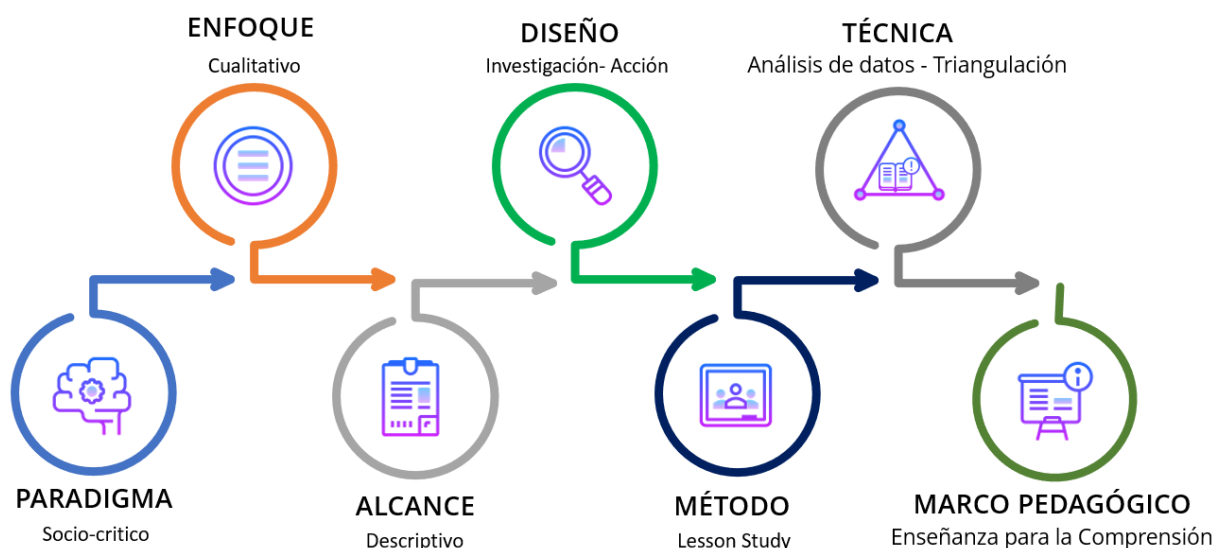 ENFOQUE
Cualitativo
DISEÑO
Investigación- Acción
TÉCNICA
Análisis de datos - Triangulación
PARADIGMA
Socio-critico
ALCANCE
Descriptivo
MÉTODO
Lesson Study
MARCO PEDAGÓGICO
Enseñanza para la Comprensión